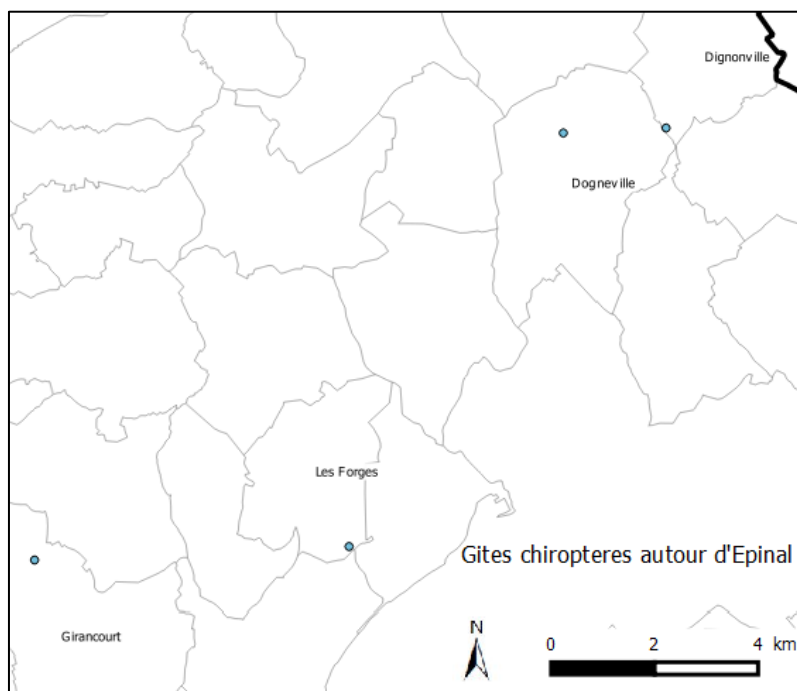 Dignonville
Dogneville
Les Forges
Gites chiropteres autour d'Epinal
Girancourt
N
0 2 4 km